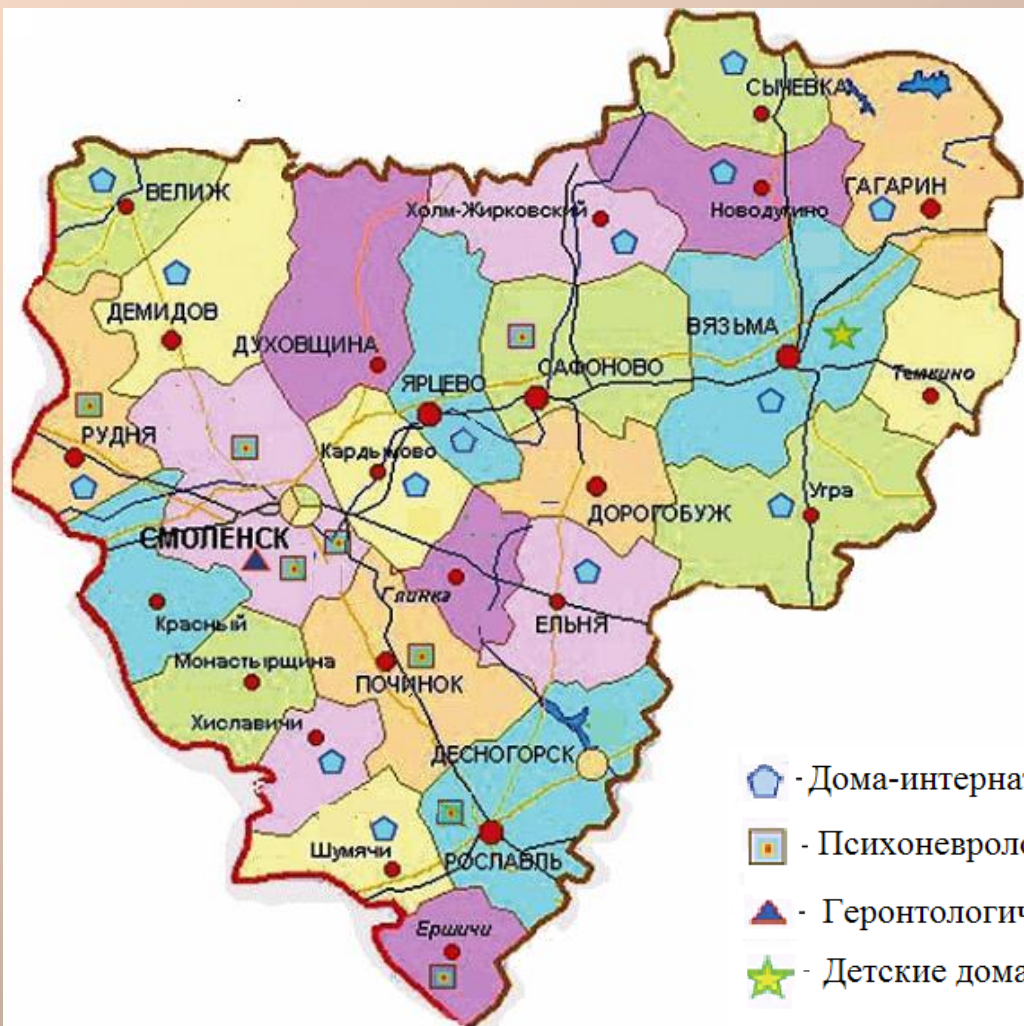 СЫЧЕВКА
ВЕЛИЖ
ГАГАРИН
Холм-Жирковский
Новодугино
ДЕМИДОВ
ДУХОВЩИНА
ВЯЗЬМА
САФОНОВО
ЯРЦЕВО
Темкино
РУДНЯ
Кардымово
Угра
ДОРОГОБУЖ
СМОЛЕНСК
Глинка
ЕЛЬНЯ
Красный
Монастырщина
ПОЧИНОК
Хиславичи
ДЕСНОГОРСК
Шумячи
РОСЛАВЛЬ
Ершичи
- Дома-интерна
- Психоневроло
- Геронтологич
- Детские дома